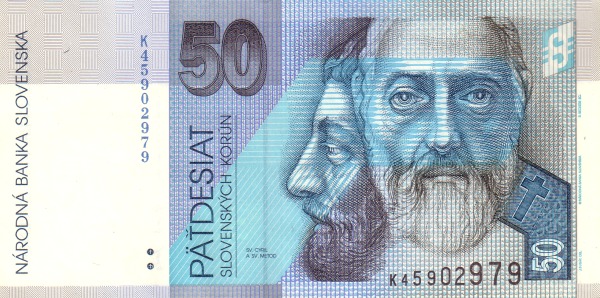 NÁRODNÁ BANKA SLOVENSKA
K45902979
50
PÄŤDESIAT
SLOVENSKÝCH KORÚN
SV. CYRIL
A SV. METOD
50
K45902979